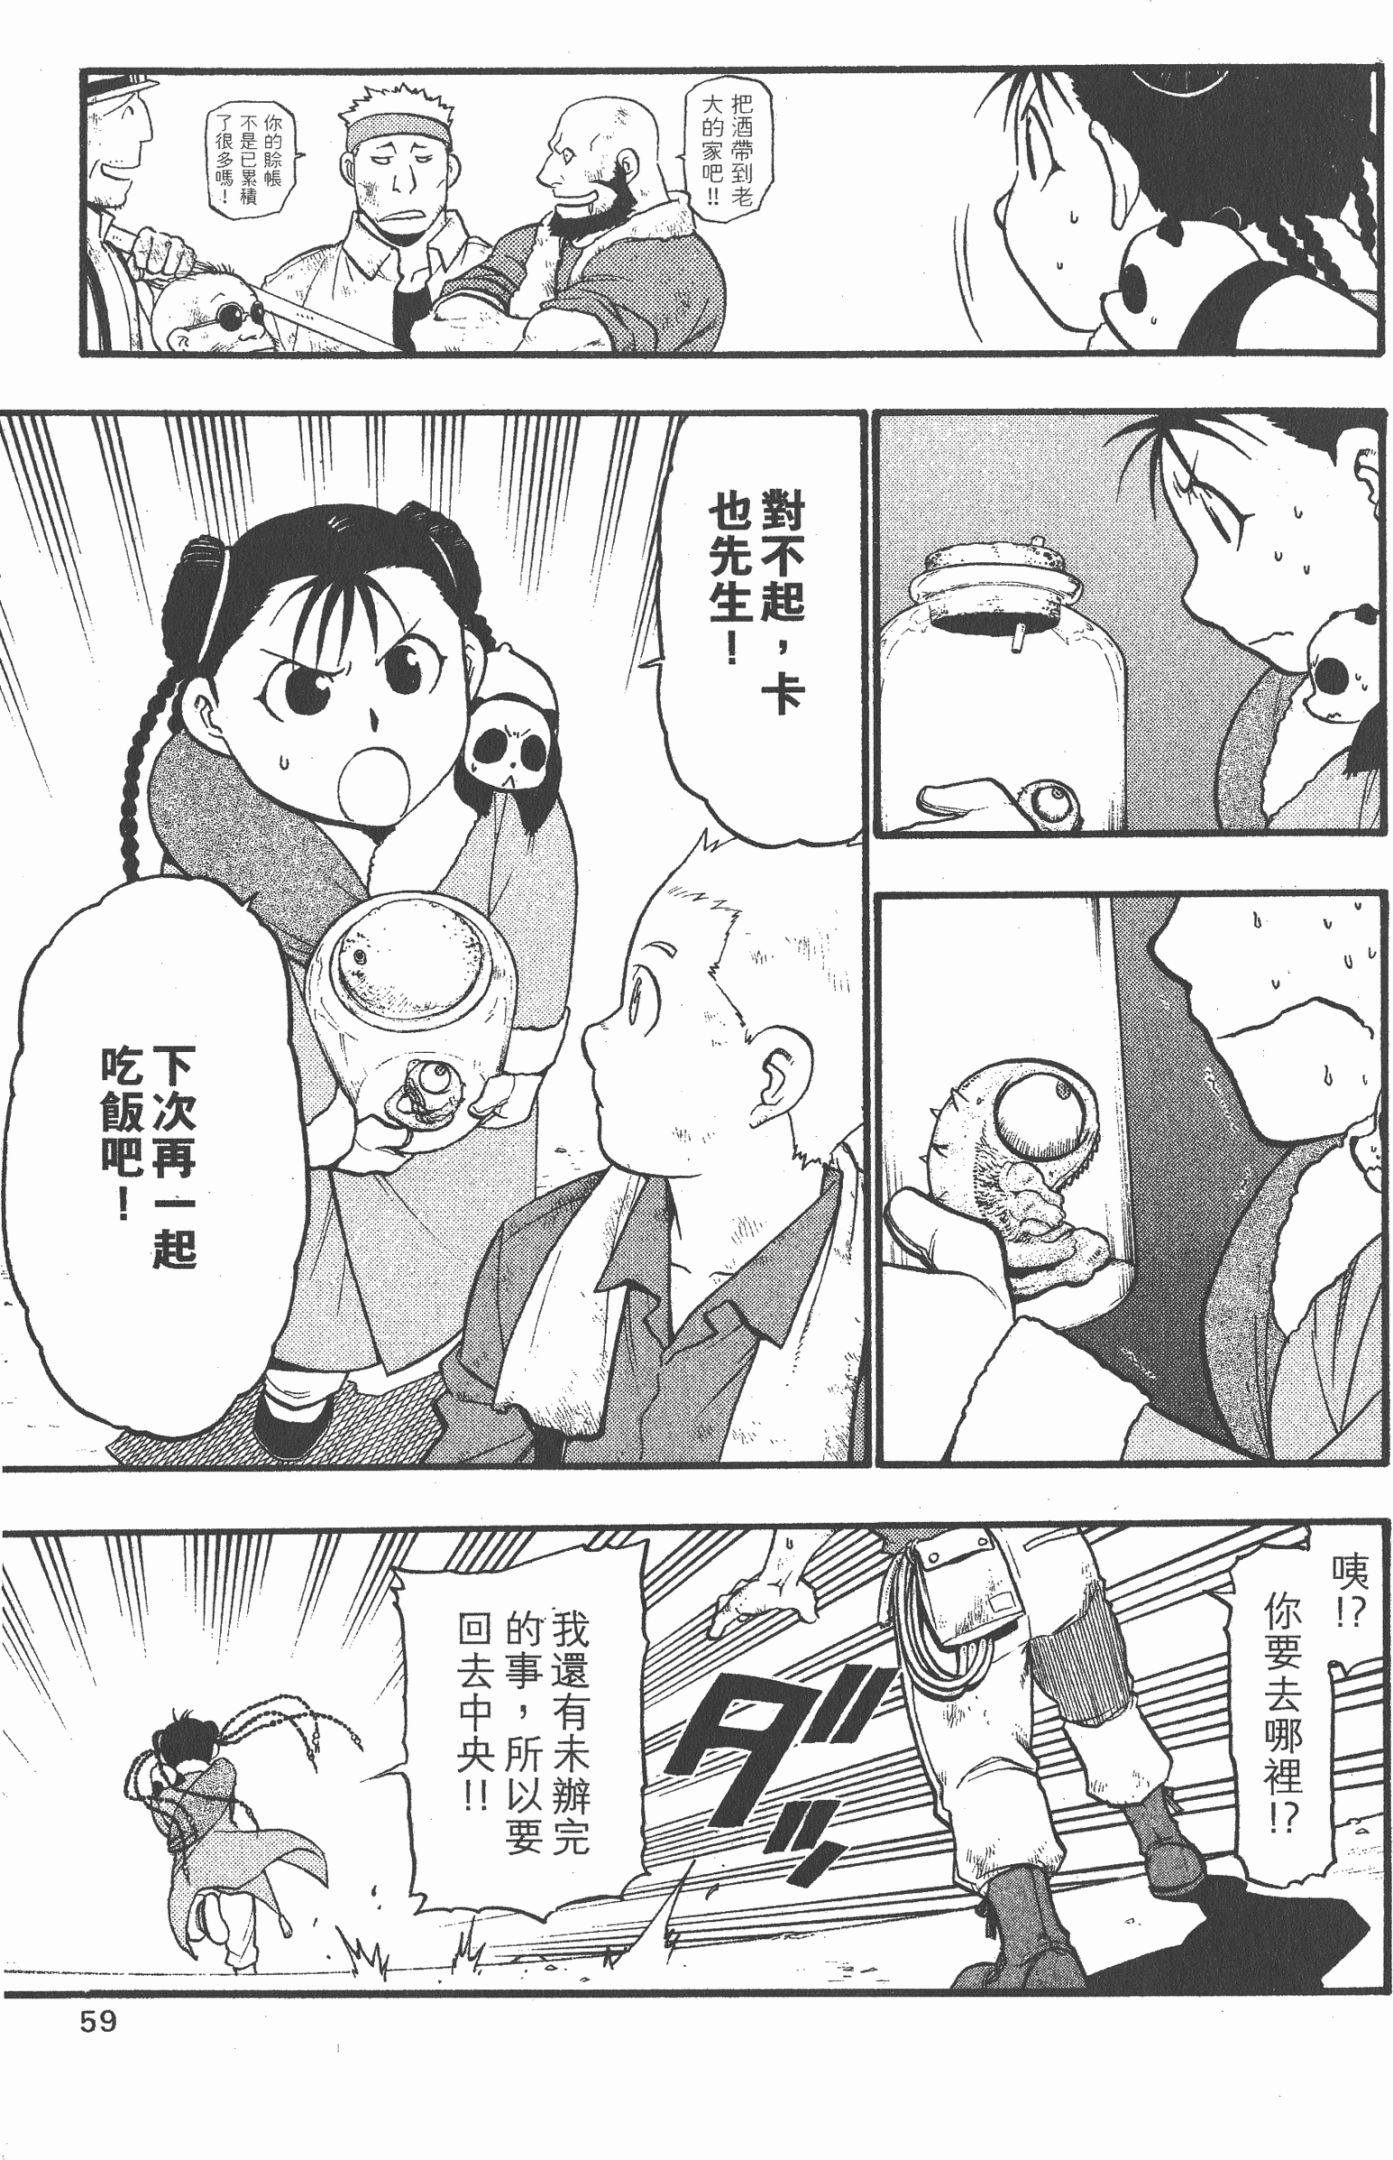 把酒帶到老
大的家吧!!
你的賒帳
不是已累積
了很多嗎！
對不起，卡
也先生！
下次再一起
吃飯吧！
咦!?
你要去哪裡!?
ダッ
我還有未辦完
的事，所以要
回去中央!!
59